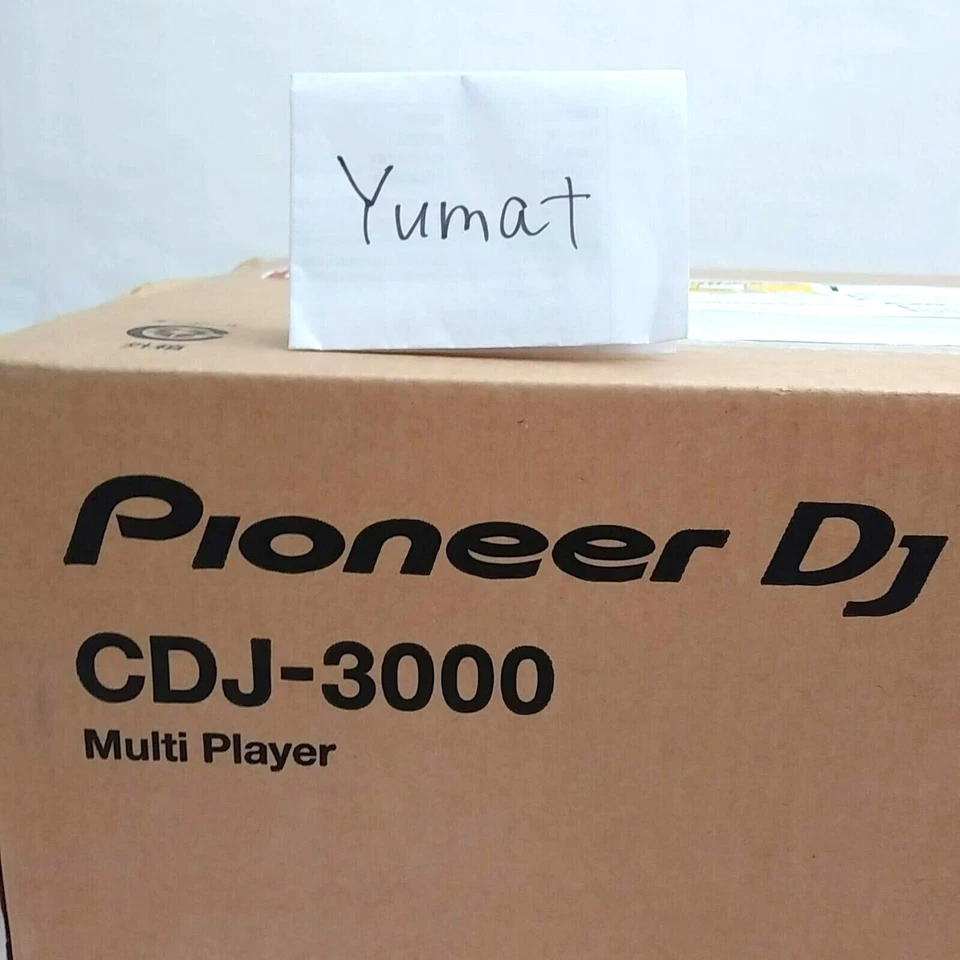 Yumat
Pioneer DJ
CDJ-3000
Multi Player